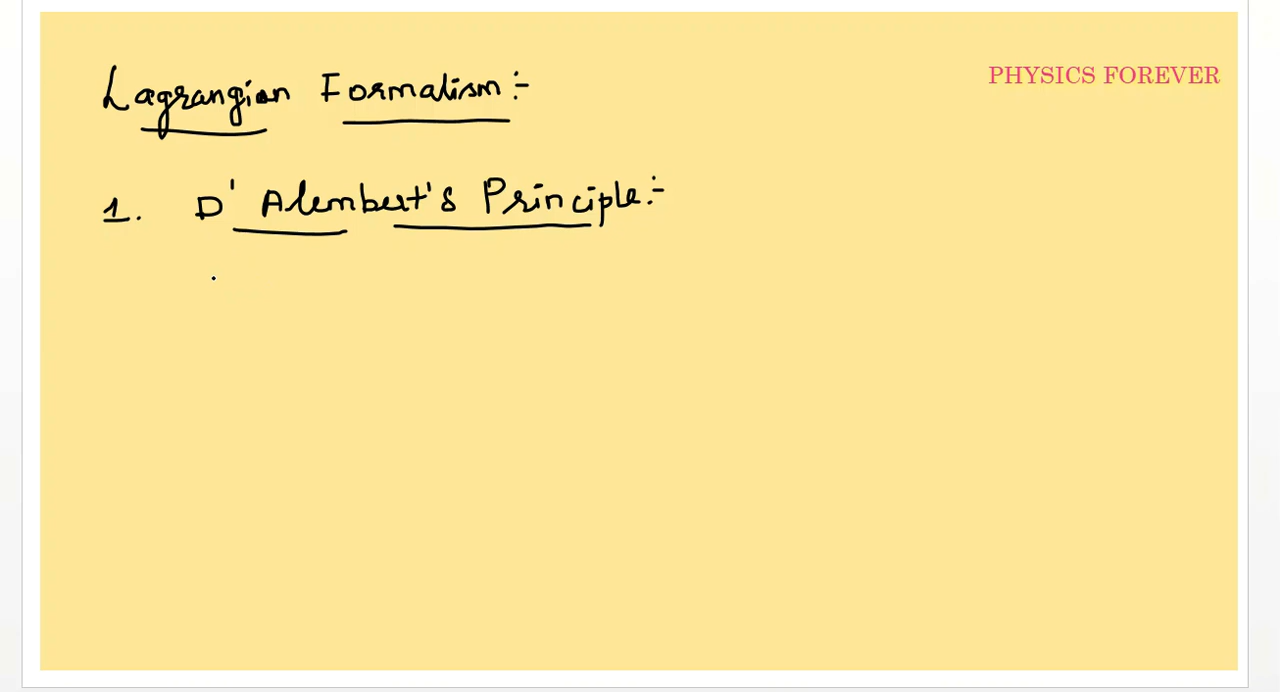 Lagrangian Formalism :-
PHYSICS FOREVER
1. D' Alembert's Principle :-